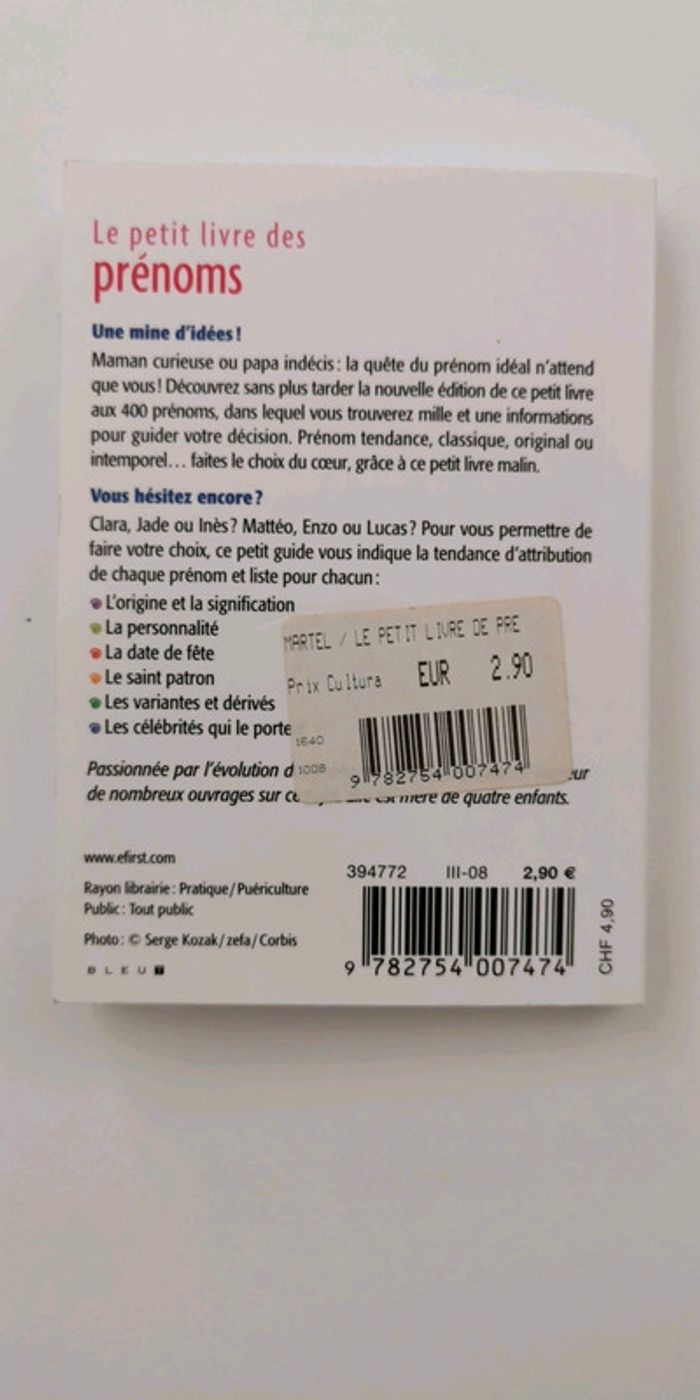 Le petit livre des
prénoms
Une mine d'idées !
Maman curieuse ou papa indécis : la quête du prénom idéal n'attend
que vous ! Découvrez sans plus tarder la nouvelle édition de ce petit livre
aux 400 prénoms, dans lequel vous trouverez mille et une informations
pour guider votre décision. Prénom tendance, classique, original ou
intemporel... faites le choix du cœur, grâce à ce petit livre malin.
Vous hésitez encore ?
Clara, Jade ou Inès ? Mattéo, Enzo ou Lucas ? Pour vous permettre de
faire votre choix, ce petit guide vous indique la tendance d'attribution
de chaque prénom et liste pour chacun :
L'origine et la signification
La personnalité
La date de fête
Le saint patron
Les variantes et dérivés
Les célébrités qui le porte
MARTEL / LE PETIT LIVRE DE PRE
Prix Cultura EUR 2.90
1640
1008
9 782754 007474
Passionnée par l'évolution d
de nombreux ouvrages sur mère de quatre enfants.
www.efirst.com
Rayon librairie : Pratique / Puériculture
Public : Tout public
Photo : © Serge Kozak / zefa / Corbis
BLEU T
394772 III-08 2,90 €
9 782754 007474
CHF 4,90